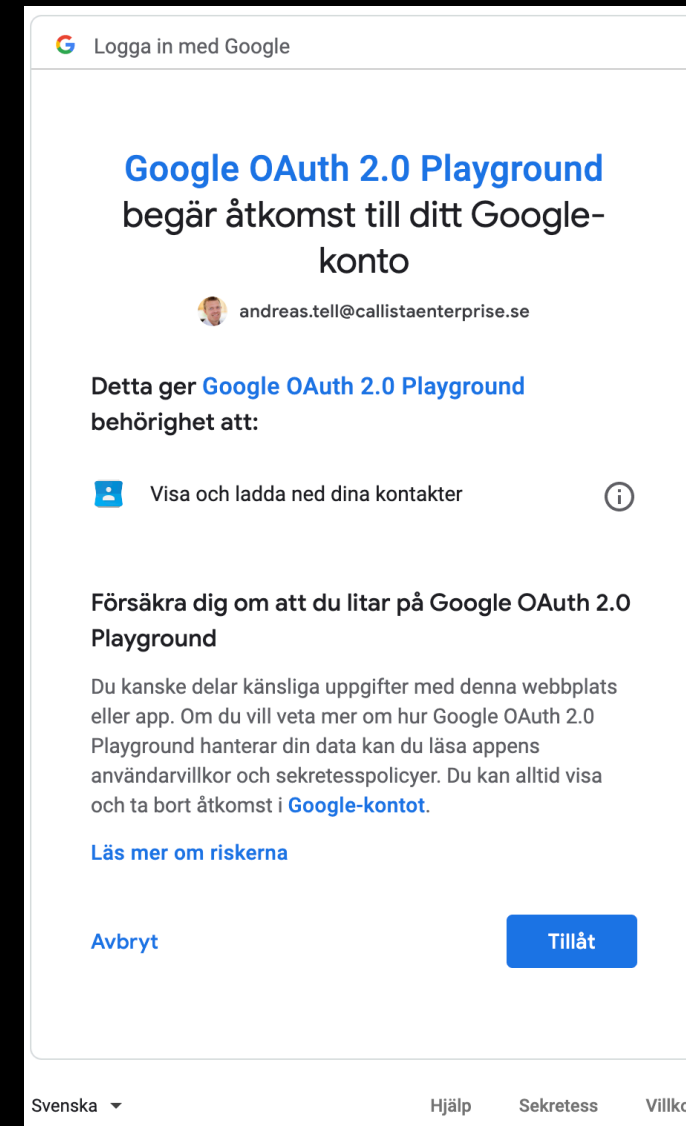 Logga in med Google
Google OAuth 2.0 Playground
begär åtkomst till ditt Google-
konto
andreas.tell@callistaenterprise.se
Detta ger Google OAuth 2.0 Playground
behörighet att:
Visa och ladda ned dina kontakter
Försäkra dig om att du litar på Google OAuth 2.0
Playground
Du kanske delar känsliga uppgifter med denna webbplats
eller app. Om du vill veta mer om hur Google OAuth 2.0
Playground hanterar din data kan du läsa appens
användarvillkor och sekretesspolicyer. Du kan alltid visa
och ta bort åtkomst i Google-kontot.
Läs mer om riskerna
Avbryt Tillåt
Svenska Hjälp Sekretess